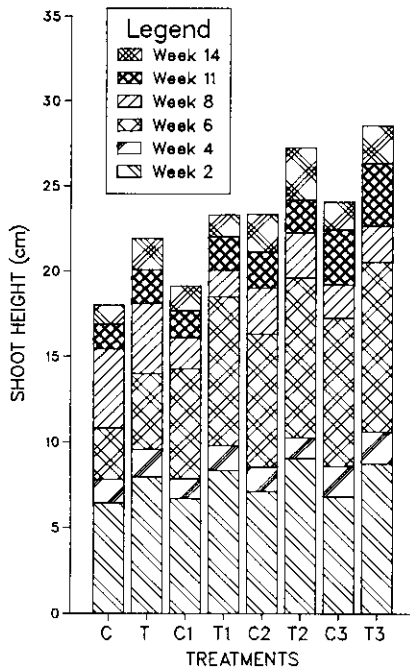 35
30
25
20
15
10
5
0
SHOOT HEIGHT (cm)
Legend
Week 14
Week 11
Week 8
Week 6
Week 4
Week 2
C T C1 T1 C2 T2 C3 T3
TREATMENTS